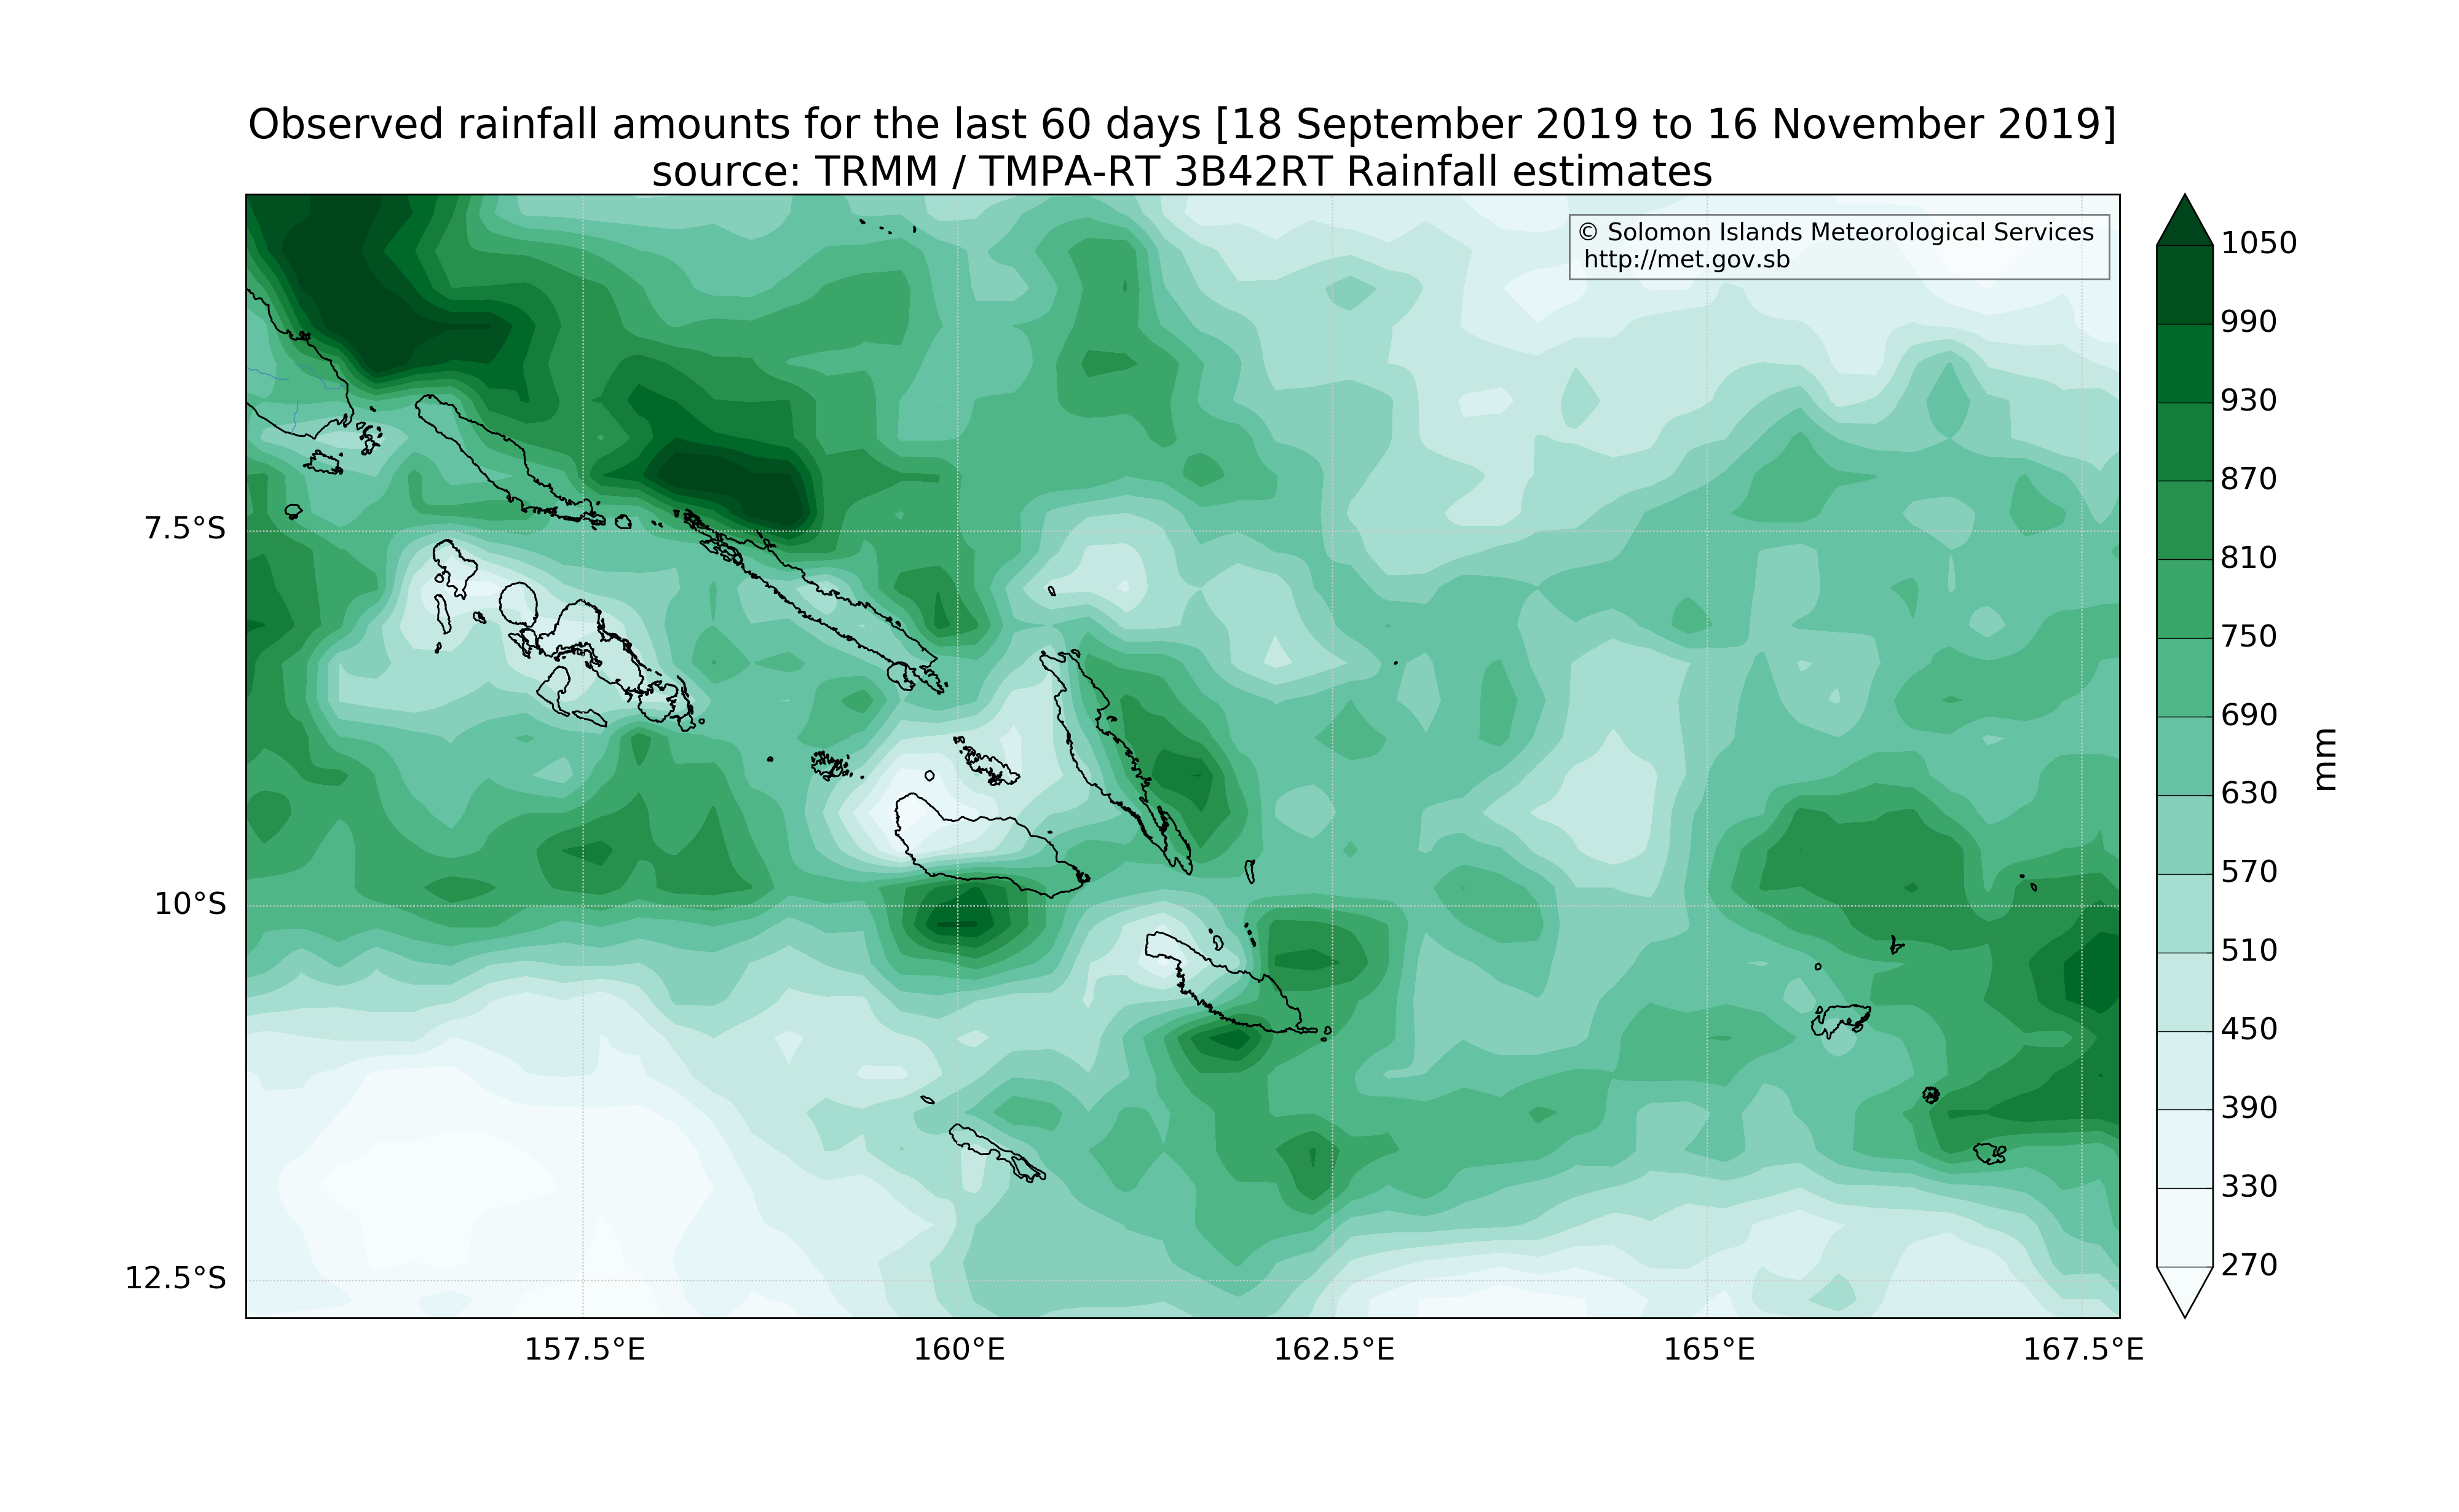 Observed rainfall amounts for the last 60 days [18 September 2019 to 16 November 2019]
source: TRMM / TMPA-RT 3B42RT Rainfall estimates
© Solomon Islands Meteorological Services
http://met.gov.sb
7.5°S
10°S
12.5°S
157.5°E
160°E
162.5°E
165°E
167.5°E
1050
990
930
870
810
750
690
630
570
510
450
390
330
270
mm